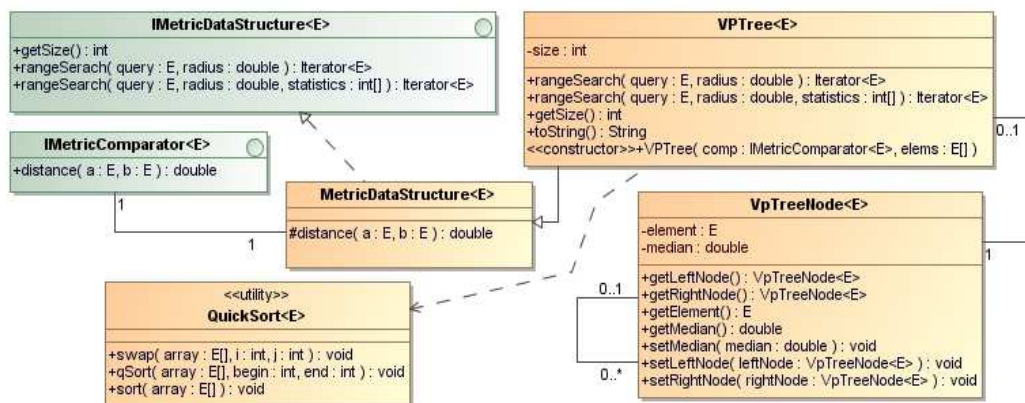 IMetricDataStructure<E>
+getSize() : int
+rangeSerach( query : E, radius : double ) : Iterator<E>
+rangeSearch( query : E, radius : double, statistics : int[] ) : Iterator<E>
IMetricComparator<E>
+distance( a : E, b : E ) : double
1
1
MetricDataStructure<E>
#distance( a : E, b : E ) : double
<<utility>>
QuickSort<E>
+swap( array : E[], i : int, j : int ) : void
+qSort( array : E[], begin : int, end : int ) : void
+sort( array : E[] ) : void
VPTree<E>
-size : int
+rangeSearch( query : E, radius : double ) : Iterator<E>
+rangeSearch( query : E, radius : double, statistics : int[] ) : Iterator<E>
+getSize() : int
+toString() : String
<<constructor>>+VPTree( comp : IMetricComparator<E>, elems : E[] )
0..1
VpTreeNode<E>
-element : E
-median : double
1
+getLeftNode() : VpTreeNode<E>
+getRightNode() : VpTreeNode<E>
+getElement() : E
+getMedian() : double
+setMedian( median : double ) : void
+setLeftNode( leftNode : VpTreeNode<E> ) : void
+setRightNode( rightNode : VpTreeNode<E> ) : void
0..1
0..*